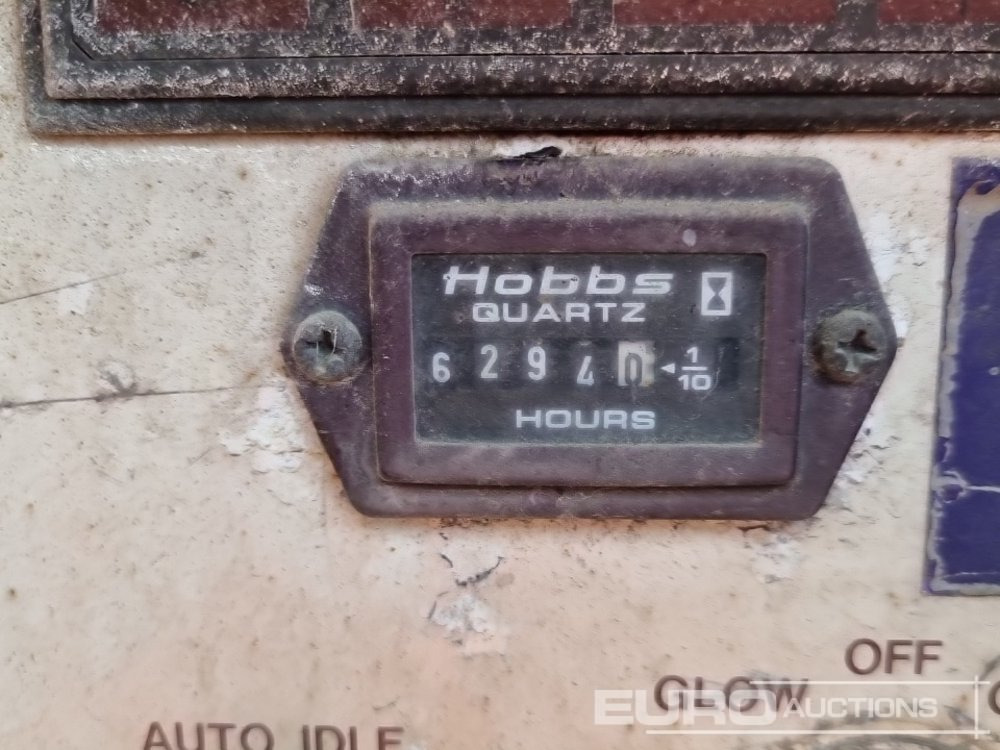 Hobbs
QUARTZ
6 2 9 4 0 ◄ 1/10
HOURS
OFF
GLOW
EURO AUCTIONS
AUTO IDLE